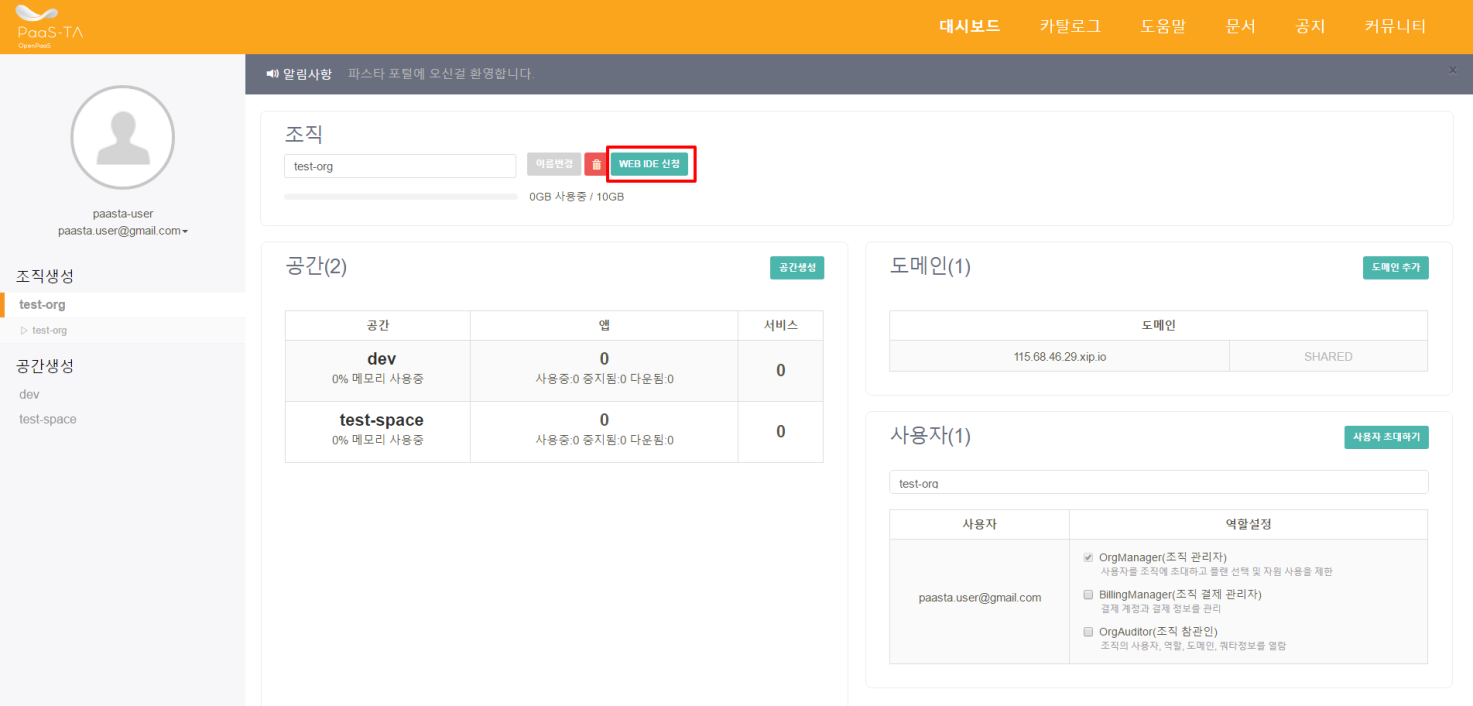 PaaS-TA
OpenPaaS
대시보드 카탈로그 도움말 문서 공지 커뮤니티
알림사항 파스타 포털에 오신걸 환영합니다.
x
paasta-user
paasta.user@gmail.com
조직생성
test-org
test-org
공간생성
dev
test-space
조직
test-org 이름변경 WEB IDE 신청
0GB 사용중 / 10GB
공간(2) 공간생성
공간 앱 서비스
dev 0 0
0% 메모리 사용중 사용중:0 중지됨:0 다운됨:0
test-space 0 0
0% 메모리 사용중 사용중:0 중지됨:0 다운됨:0
도메인(1) 도메인 추가
도메인
115.68.46.29.xip.io SHARED
사용자(1) 사용자 초대하기
test-org
사용자 역할설정
paasta.user@gmail.com
OrgManager(조직 관리자)
사용자를 조직에 초대하고 플랜 선택 및 자원 사용을 제한
BillingManager(조직 결제 관리자)
결제 계정과 결제 정보를 관리
OrgAuditor(조직 참관인)
조직의 사용자, 역할, 도메인, 쿼타정보를 열람